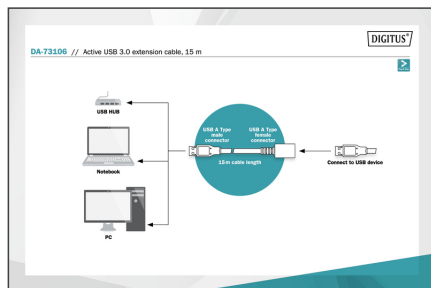 DIGITUS®
DA-73106 // Active USB 3.0 extension cable, 15 m
USB HUB
USB A Type
male
connector
USB A Type
female
connector
15 m cable length
Notebook
Connect to USB device
PC